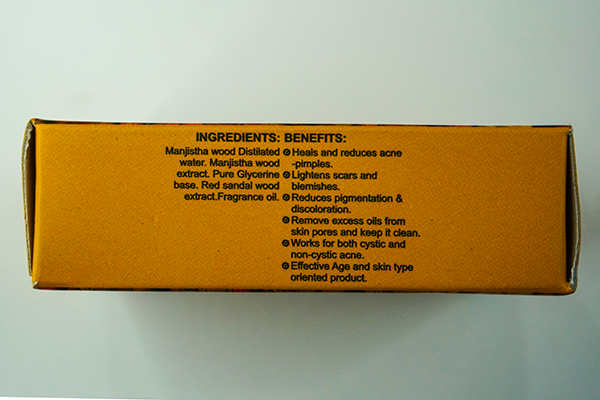 INGREDIENTS:
Manjistha wood Distilated
water. Manjistha wood
extract. Pure Glycerine
base. Red sandal wood
extract.Fragrance oil.
BENEFITS:
Heals and reduces acne
-pimples.
Lightens scars and
blemishes.
Reduces pigmentation &
discoloration.
Remove excess oils from
skin pores and keep it clean.
Works for both cystic and
non-cystic acne.
Effective Age and skin type
oriented product.